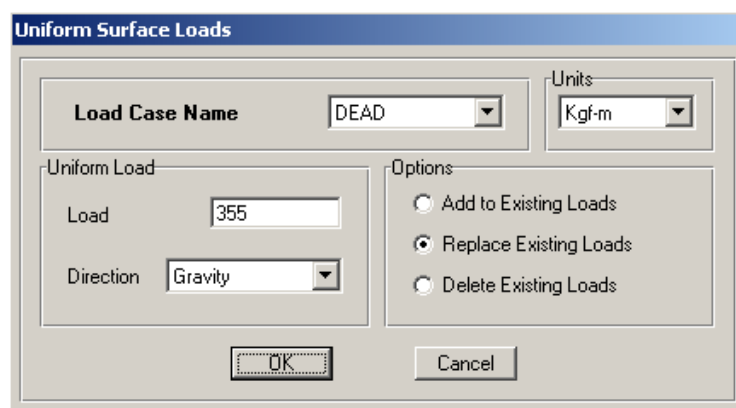 Uniform Surface Loads
Units
Load Case Name DEAD Kgf-m
Uniform Load Options
Load 355 Add to Existing Loads
Replace Existing Loads
Direction Gravity Delete Existing Loads
OK Cancel